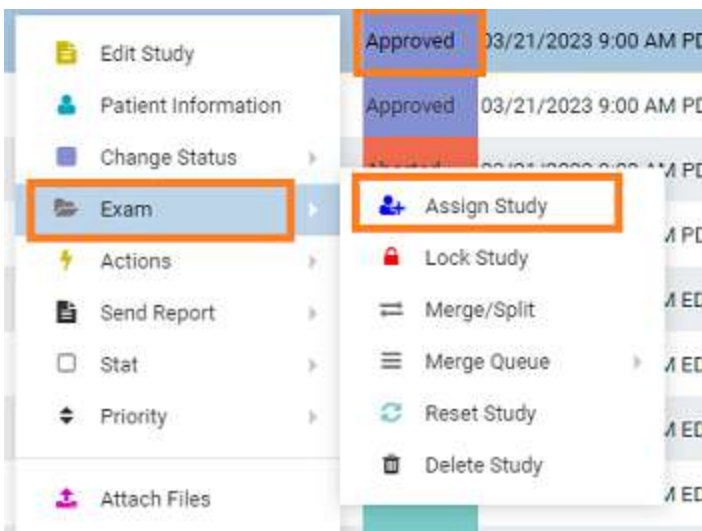 Edit Study
Patient Information
Change Status
Exam
Actions
Send Report
Stat
Priority
Attach Files
Approved 03/21/2023 9:00 AM
Approved 03/21/2023 9:00 AM
Assign Study
Lock Study
Merge/Split
Merge Queue
Reset Study
Delete Study